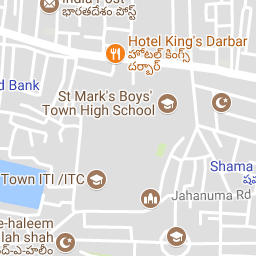 India Post
భారతదేశం పోస్ట్
Hotel King's Darbar
హోటల్ కింగ్స్
దర్బార్
d Bank
St Mark's Boys'
Town High School
Shama
Town ITI /ITC
Jahanuma Rd
e-haleem
lah shah